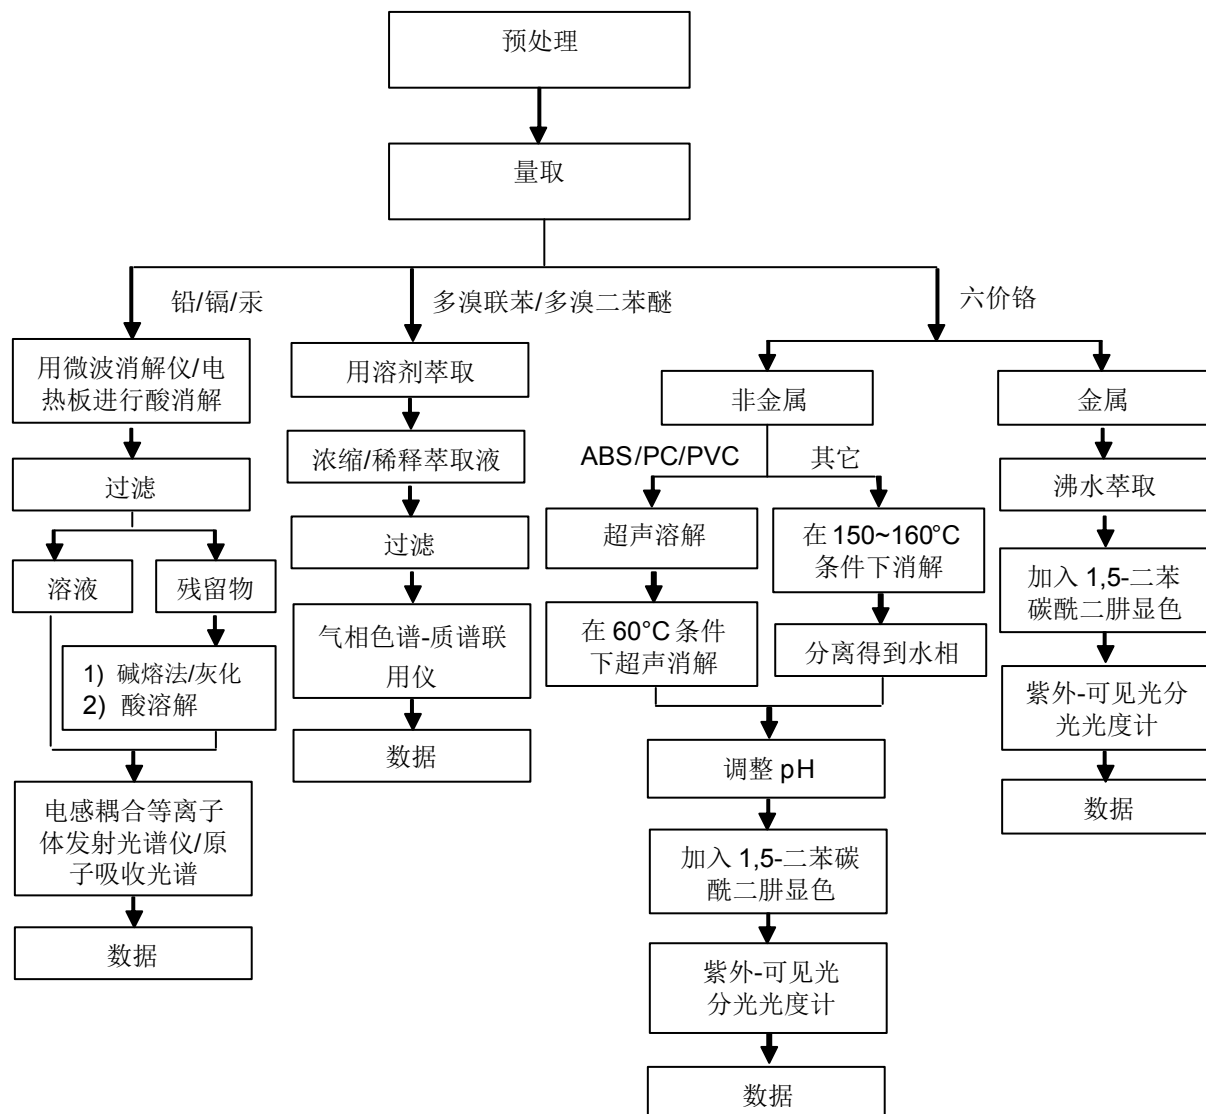 预处理
量取
铅/镉/汞
多溴联苯/多溴二苯醚
六价铬
用微波消解仪/电
热板进行酸消解
过滤
溶液
残留物
1) 碱熔法/灰化
2) 酸溶解
电感耦合等离子
体发射光谱仪/原
子吸收光谱
数据
用溶剂萃取
浓缩/稀释萃取液
过滤
气相色谱-质谱联
用仪
数据
非金属
ABS/PC/PVC
其它
超声溶解
在 60°C 条件
下超声消解
在 150~160°C
条件下消解
分离得到水相
调整 pH
加入 1,5-二苯碳
酰二肼显色
紫外-可见光
分光光度计
数据
金属
沸水萃取
加入 1,5-二苯
碳酰二肼显色
紫外-可见光分
光光度计
数据